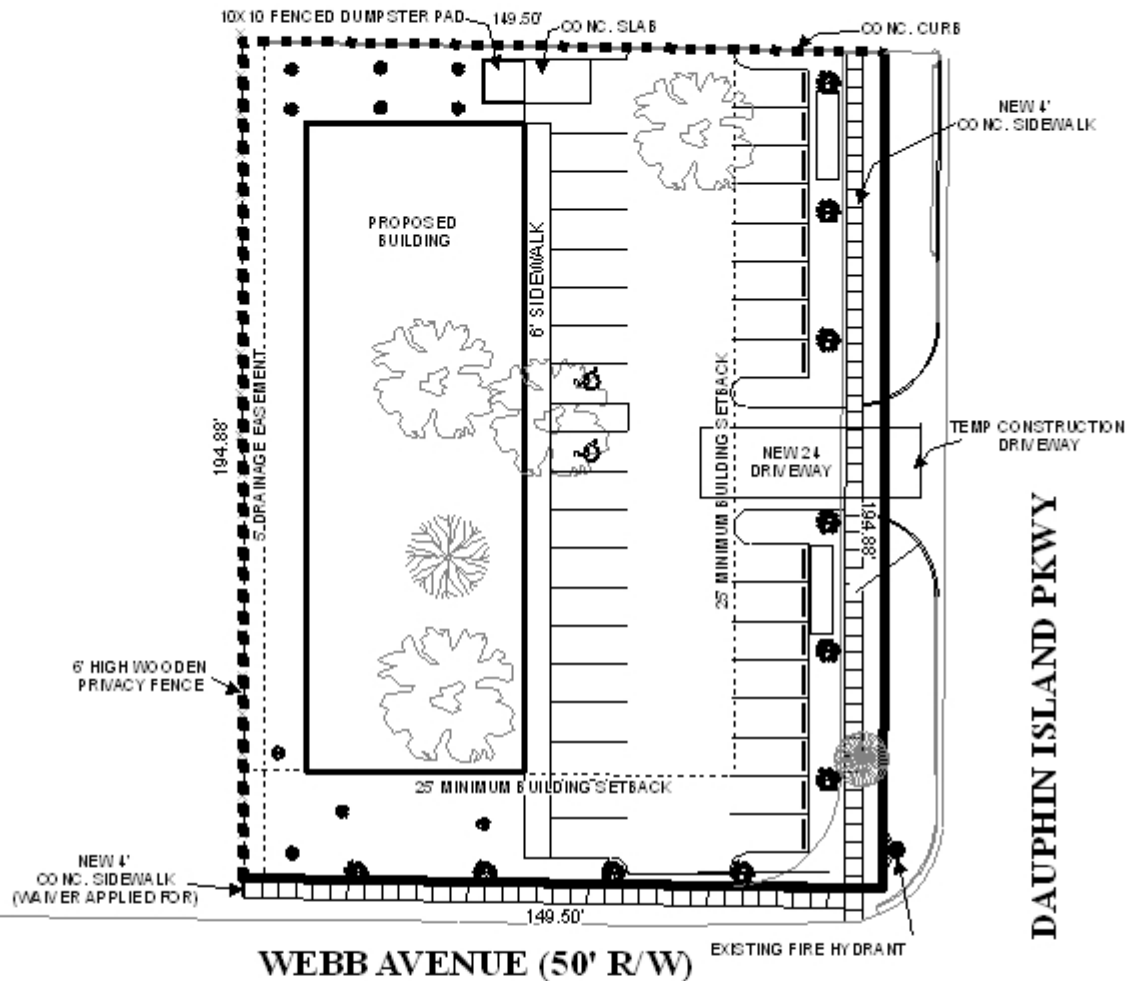 10X10 FENCED DUMPSTER PAD
149.50'
CONC. SLAB
CONC. CURB
NEW 4'
CONC. SIDEWALK
PROPOSED
BUILDING
6' SIDEWALK
5' DRAINAGE EASEMENT
194.88'
25' MINIMUM BUILDING SETBACK
NEW 24
DRIVEWAY
TEMP CONSTRUCTION
DRIVEWAY
194.88'
6' HIGH WOODEN
PRIVACY FENCE
25' MINIMUM BUILDING SETBACK
DAUPHIN ISLAND PKWY
NEW 4'
CONC. SIDEWALK
(WAIVER APPLIED FOR)
149.50'
EXISTING FIRE HYDRANT
WEBB AVENUE (50' R/W)